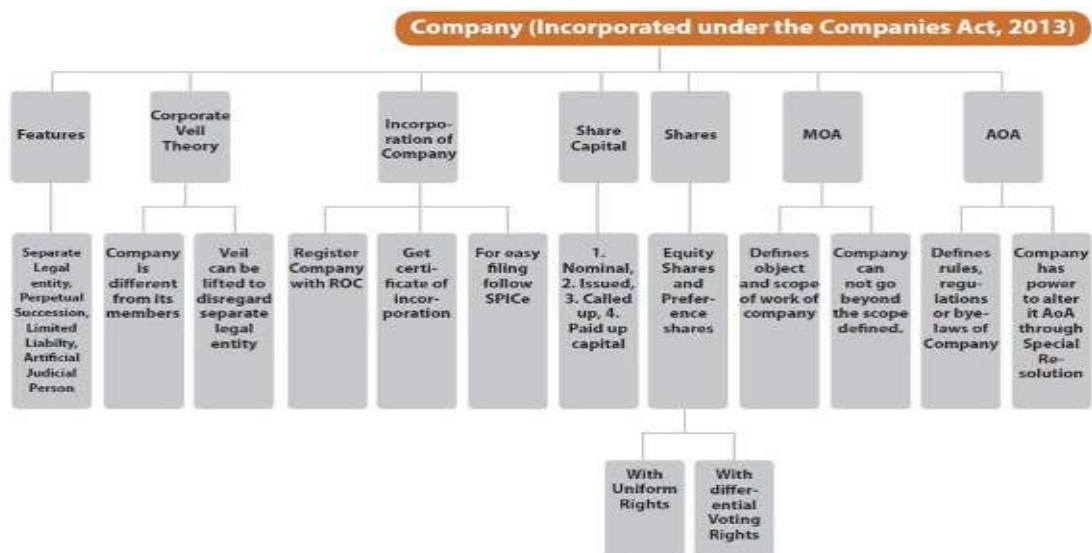 Company (Incorporated under the Companies Act, 2013)
Features
Corporate
Veil
Theory
Incorpo-
ration of
Company
Share
Capital
Shares
MOA
AOA
Separate
Legal
entity,
Perpetual
Succession,
Limited
Liabilty,
Artificial
Judicial
Person
Company
is
different
from its
members
Veil
can be
lifted to
disregard
separate
legal
entity
Register
Company
with ROC
Get
certi-
ficate of
incor-
poration
For easy
filing
follow
SPICe
1.
Nominal,
2. Issued,
3. Called
up, 4.
Paid up
capital
Equity
Shares
and
Prefer-
ence
shares
Defines
object
and scope
of work of
company
Company
can
not go
beyond
the scope
defined.
Defines
rules,
regu-
lations
or bye-
laws of
Company
Company
has
power
to alter
it AoA
through
Special
Re-
solution
With
Uniform
Rights
With
differ-
ential
Voting
Rights